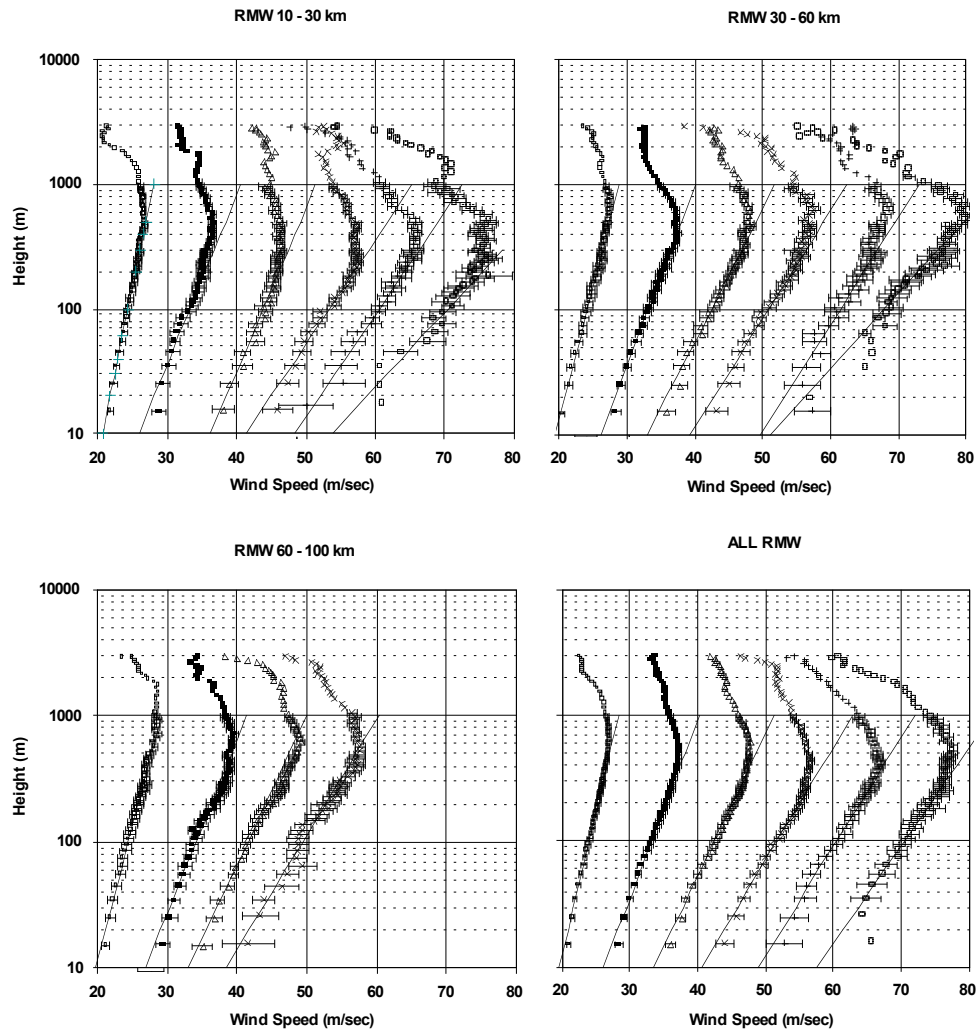 RMW 10 - 30 km
10000
1000
100
10
Height (m)
20 30 40 50 60 70 80
Wind Speed (m/sec)
RMW 30 - 60 km
20 30 40 50 60 70 80
Wind Speed (m/sec)
RMW 60 - 100 km
10000
1000
100
10
Height (m)
20 30 40 50 60 70 80
Wind Speed (m/sec)
ALL RMW
20 30 40 50 60 70 80
Wind Speed (m/sec)